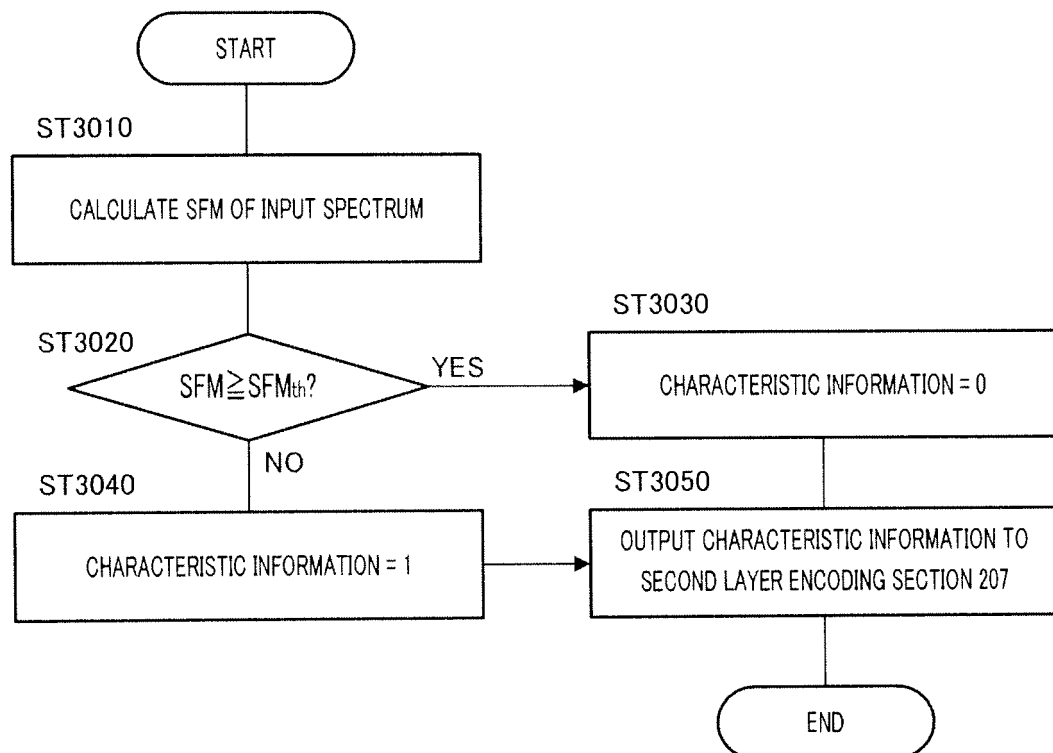 START
ST3010
CALCULATE SFM OF INPUT SPECTRUM
ST3020
SFM≧SFMth?
YES
NO
ST3030
CHARACTERISTIC INFORMATION = 0
ST3040
CHARACTERISTIC INFORMATION = 1
ST3050
OUTPUT CHARACTERISTIC INFORMATION TO
SECOND LAYER ENCODING SECTION 207
END